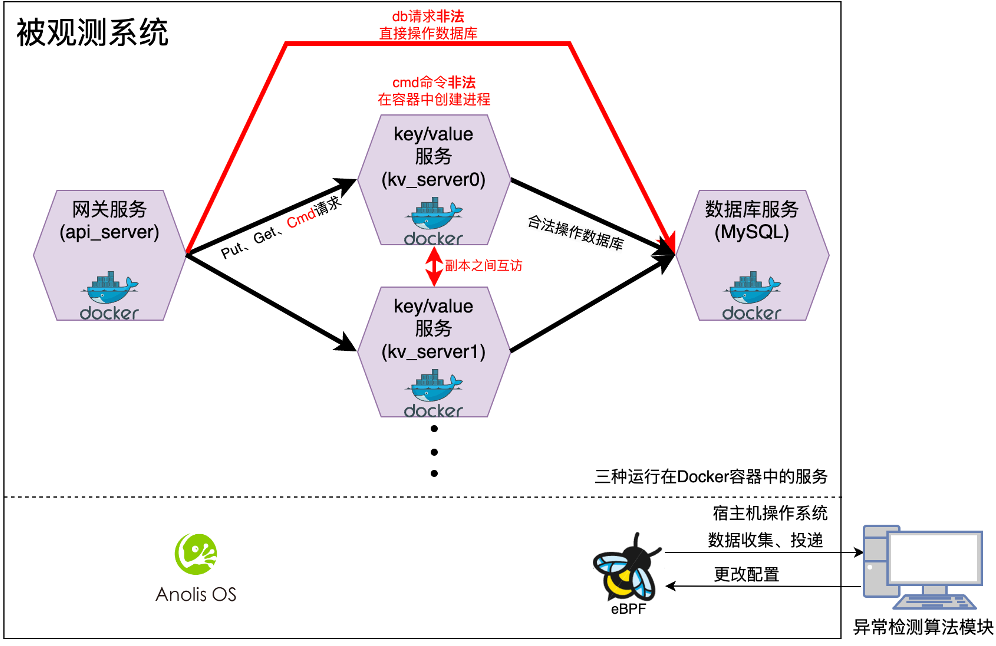 被观测系统
db请求非法
直接操作数据库
cmd命令非法
在容器中创建进程
key/value
服务
(kv_server0)
docker
网关服务
(api_server)
docker
Put、Get、Cmd请求
合法操作数据库
数据库服务
(MySQL)
docker
副本之间互访
key/value
服务
(kv_server1)
docker
三种运行在Docker容器中的服务
宿主机操作系统
数据收集、投递
更改配置
Anolis OS
eBPF
异常检测算法模块